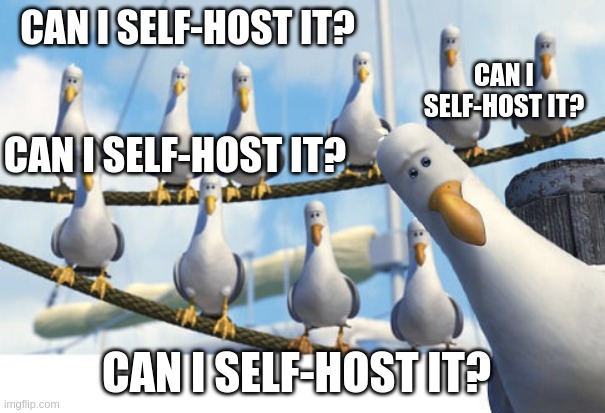 CAN I SELF-HOST IT?
CAN I
SELF-HOST IT?
CAN I SELF-HOST IT?
CAN I SELF-HOST IT?
imgflip.com